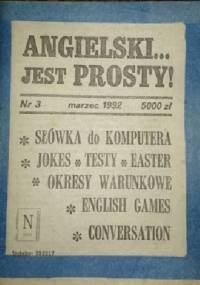 ANGIELSKI...
JEST PROSTY!
Nr 3 marzec 1992 5000 zł
* SŁÓWKA do KOMPUTERA
* JOKES * TESTY * EASTER
* OKRESY WARUNKOWE
* ENGLISH GAMES
* CONVERSATION
N